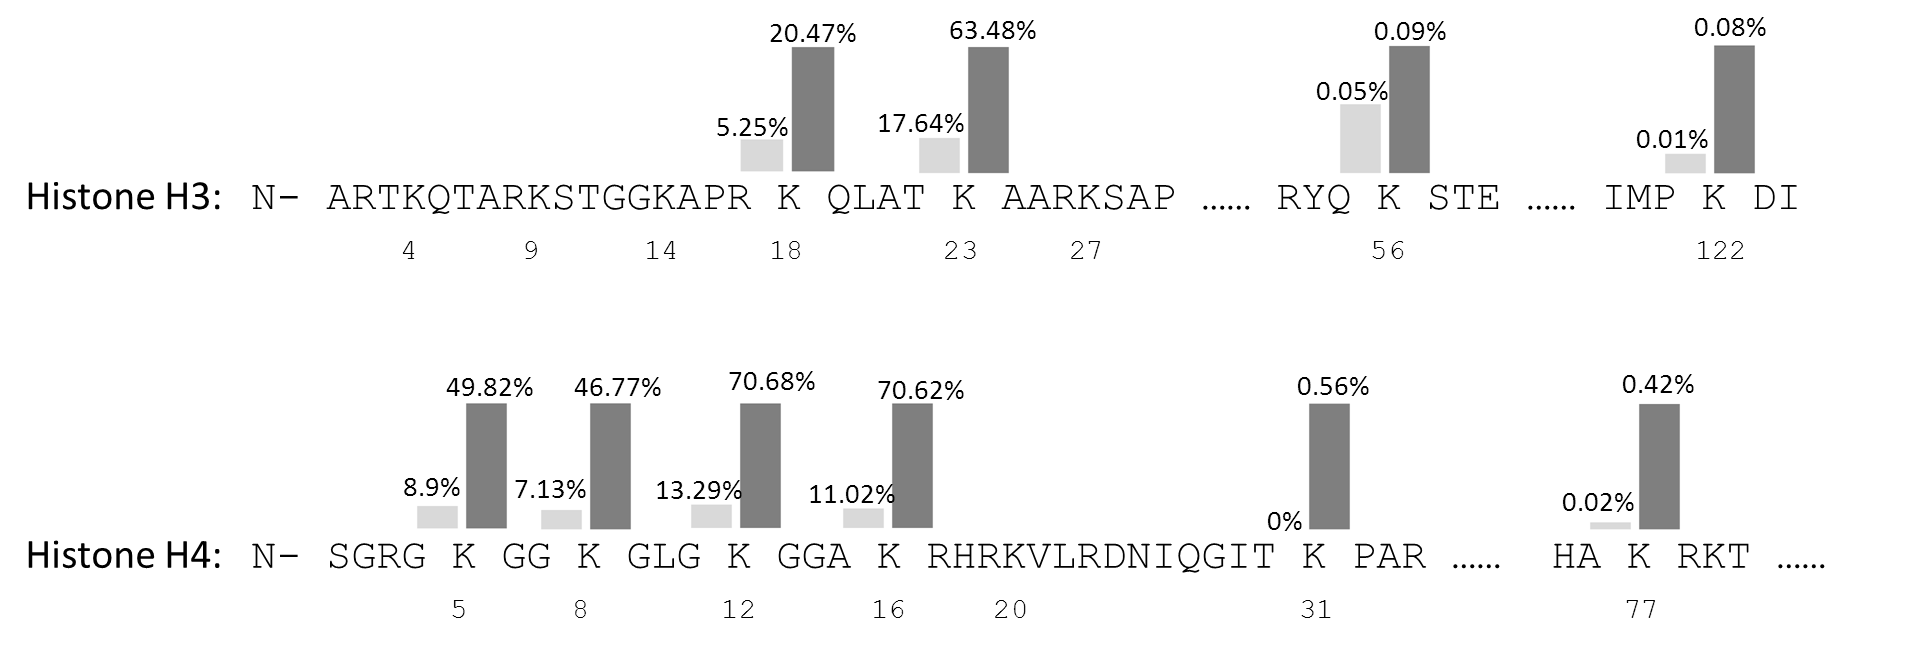 20.47% 63.48% 0.09% 0.08%
5.25% 17.64% 0.05% 0.01%
Histone H3: N– ARTKQTARKSTGGKAPR K QLAT K AARKSAP ...... RYQ K STE ...... IMP K DI
4 9 14 18 23 27 56 122
49.82% 46.77% 70.68% 70.62% 0.56% 0.42%
8.9% 7.13% 13.29% 11.02% 0% 0.02%
Histone H4: N– SGRG K GG K GLG K GGA K RHRKVLRDNIQGIT K PAR ...... HA K RKT ......
5 8 12 16 20 31 77